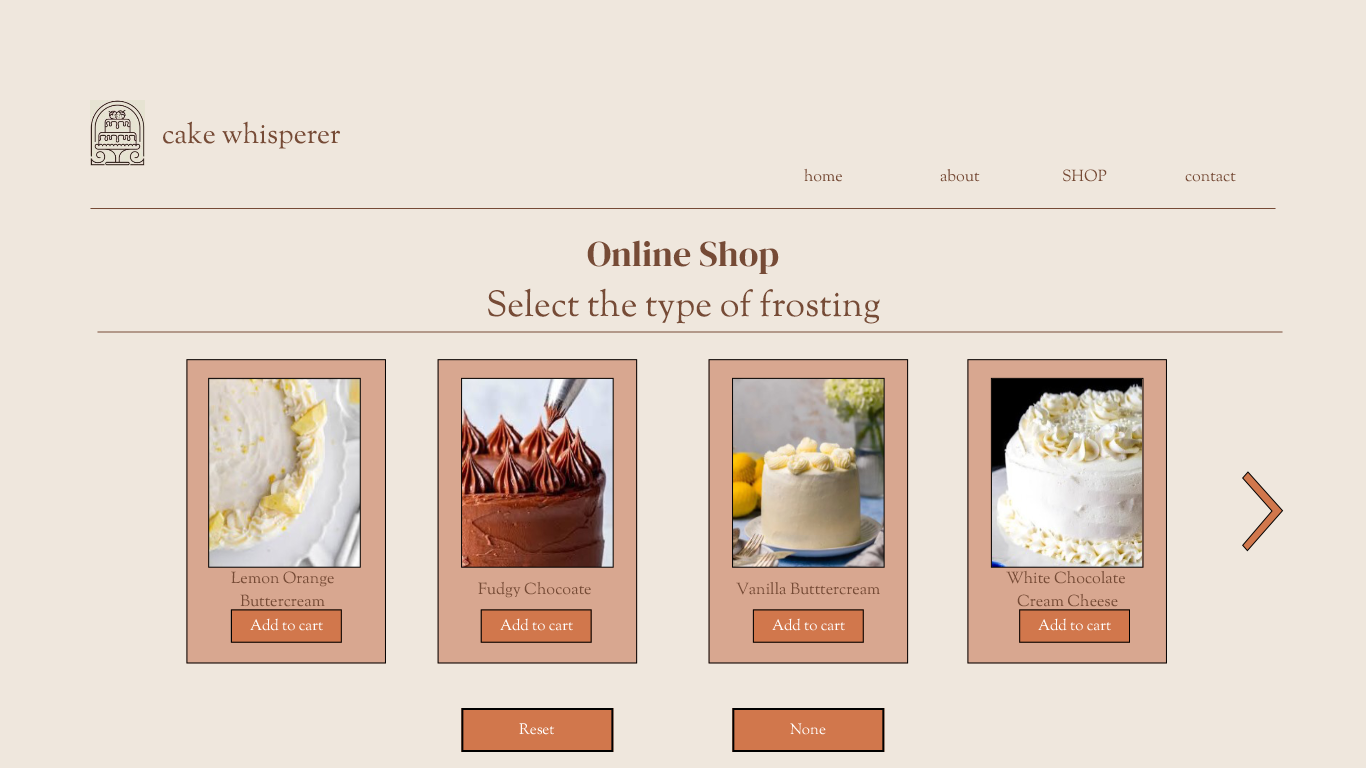 cake whisperer
home about SHOP contact
Online Shop
Select the type of frosting
Lemon Orange
Buttercream
Add to cart
Fudgy Chocoate
Add to cart
Vanilla Butttercream
Add to cart
White Chocolate
Cream Cheese
Add to cart
Reset
None